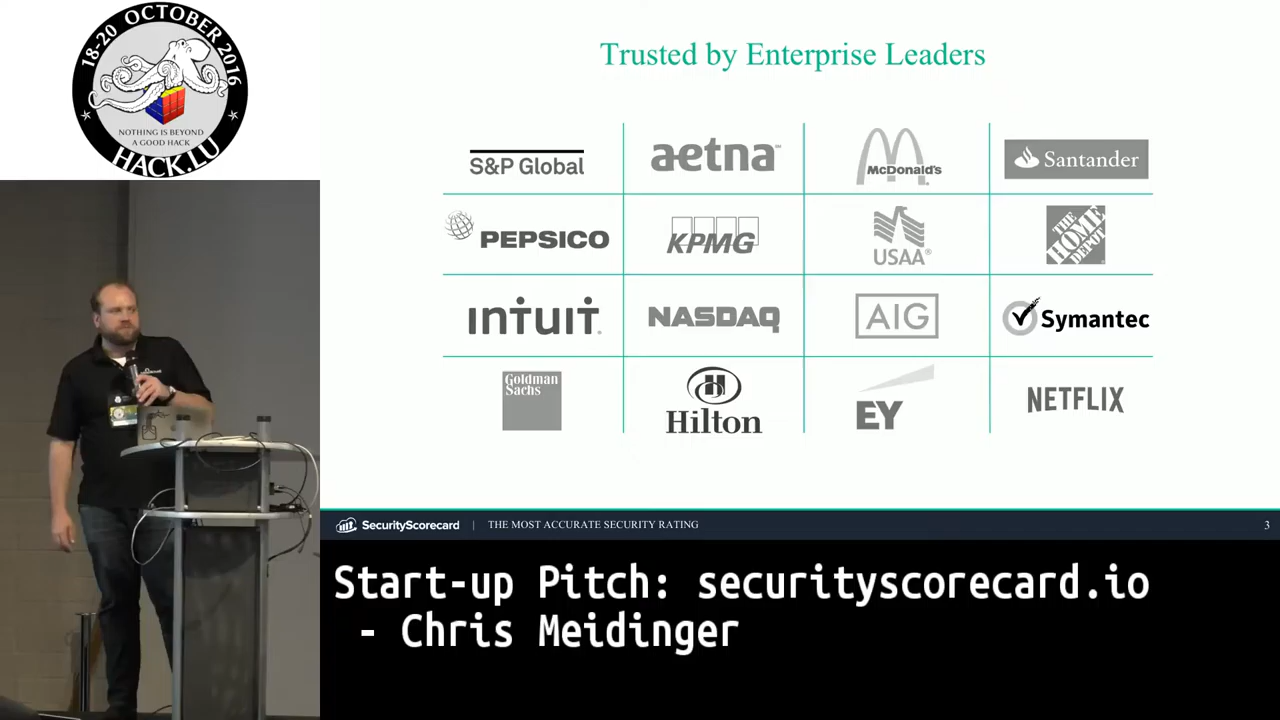 18-20 OCTOBER 2016
NOTHING IS BEYOND
A GOOD HACK
HACK.LU
Trusted by Enterprise Leaders
S&P Global
aetna™
McDonald's
Santander
PEPSICO
KPMG
USAA®
THE HOME DEPOT
intuit.
NASDAQ
AIG
Symantec
Goldman
Sachs
H
Hilton
EY
NETFLIX
SecurityScorecard | THE MOST ACCURATE SECURITY RATING 3
Start-up Pitch: securityscorecard.io
- Chris Meidinger